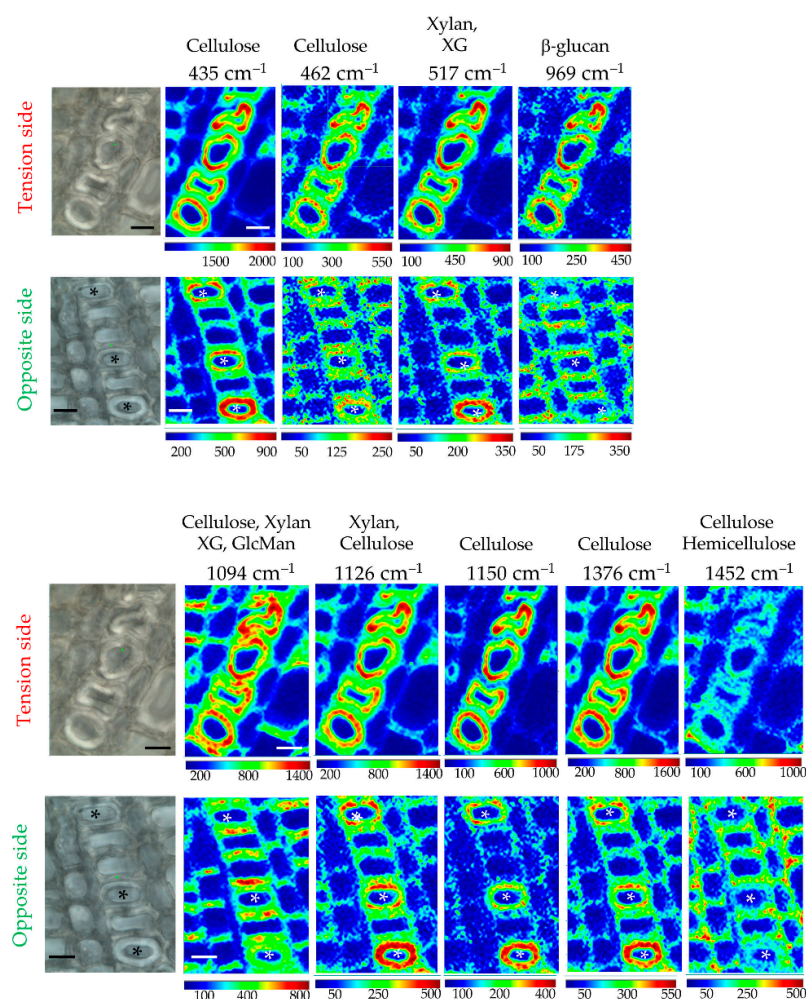 Xylan,
Cellulose Cellulose XG β-glucan
435 cm⁻¹ 462 cm⁻¹ 517 cm⁻¹ 969 cm⁻¹
Tension side
1500 2000 100 300 550 100 450 900 100 250 450
Opposite side
* * * * *
* * * * *
* * * * *
200 500 900 50 125 250 50 200 350 50 175 350
Cellulose, Xylan Xylan, Cellulose
XG, GlcMan Cellulose Cellulose Cellulose Hemicellulose
1094 cm⁻¹ 1126 cm⁻¹ 1150 cm⁻¹ 1376 cm⁻¹ 1452 cm⁻¹
Tension side
200 800 1400 200 800 1400 100 600 1000 200 800 1600 100 600 1000
Opposite side
* * * * * *
* * * * * *
* * * * * *
100 400 800 50 250 500 100 200 400 50 300 550 50 250 500